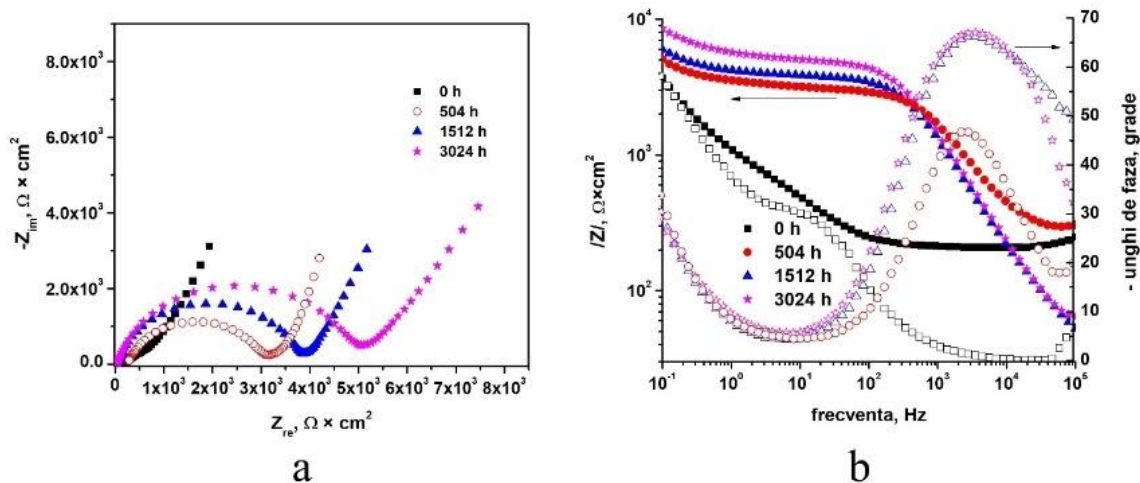 -Z_im, Ω × cm²
8.0x10³
6.0x10³
4.0x10³
2.0x10³
0.0
0 h
504 h
1512 h
3024 h
0 1x10³ 2x10³ 3x10³ 4x10³ 5x10³ 6x10³ 7x10³ 8x10³
Z_re, Ω × cm²
a
/Z/, Ω×cm²
10⁴
10³
10²
0 h
504 h
1512 h
3024 h
10⁻¹ 10⁰ 10¹ 10² 10³ 10⁴ 10⁵
frecventa, Hz
70
60
50
40
30
20
10
0
- unghi de faza, grade
b